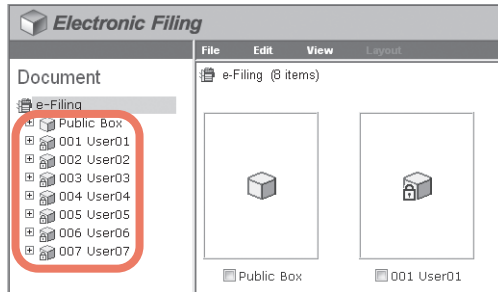 Electronic Filing
File Edit View Layout
Document
e-Filing
Public Box
001 User01
002 User02
003 User03
004 User04
005 User05
006 User06
007 User07
e-Filing (8 items)
Public Box
001 User01